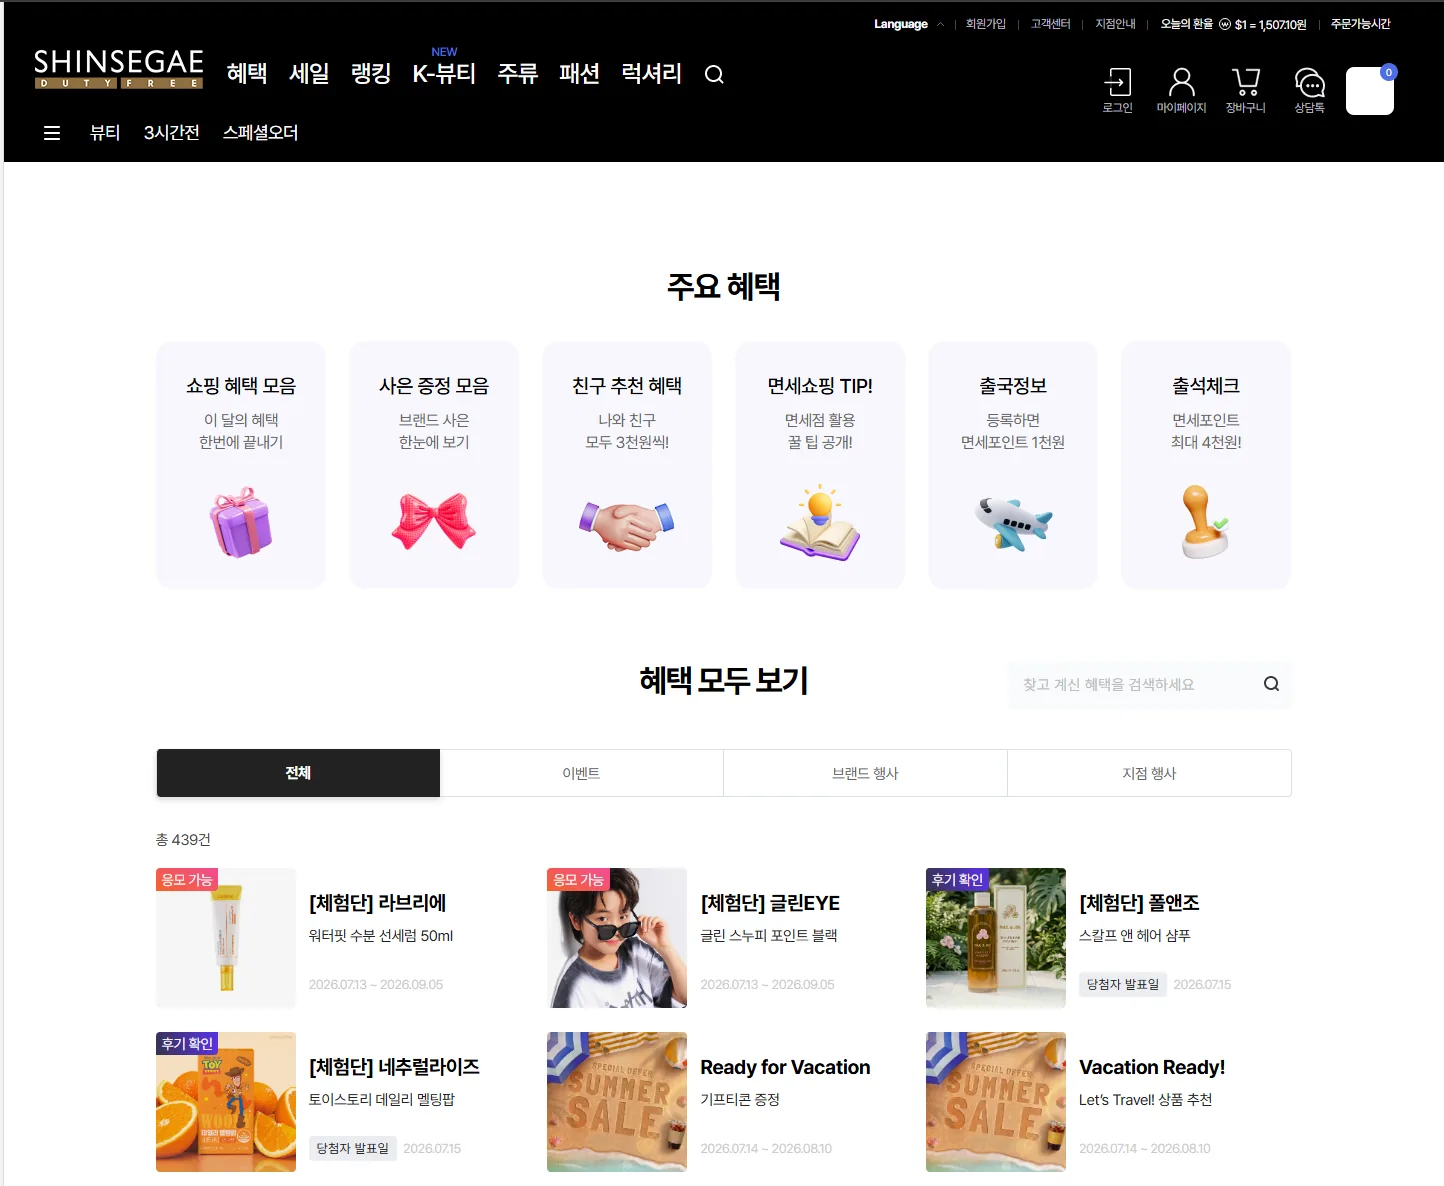 Language
회원가입
고객센터
지점안내
오늘의 환율 ₩ $1 = 1,507.10원
주문가능시간
SHINSEGAE
DUTY FREE
혜택
세일
랭킹
NEW
K-뷰티
주류
패션
럭셔리
로그인
마이페이지
장바구니
상담톡
0
뷰티
3시간전
스페셜오더
주요 혜택
쇼핑 혜택 모음
이 달의 혜택
한번에 끝내기
사은 증정 모음
브랜드 사은
한눈에 보기
친구 추천 혜택
나와 친구
모두 3천원씩!
면세쇼핑 TIP!
면세점 활용
꿀 팁 공개!
출국정보
등록하면
면세포인트 1천원
출석체크
면세포인트
최대 4천원!
혜택 모두 보기
찾고 계신 혜택을 검색하세요
전체
이벤트
브랜드 행사
지점 행사
총 439건
응모 가능
[체험단] 라브리에
워터핏 수분 선세럼 50ml
2026.07.13 ~ 2026.09.05
응모 가능
[체험단] 글린EYE
글린 스누피 포인트 블랙
2026.07.13 ~ 2026.09.05
후기 확인
[체험단] 폴앤조
스칼프 앤 헤어 샴푸
당첨자 발표일 2026.07.15
후기 확인
TOY
WOODY
[체험단] 네추럴라이즈
토이스토리 데일리 멜팅팝
당첨자 발표일 2026.07.15
SPECIAL OFFER
SUMMER
SALE
Ready for Vacation
기프티콘 증정
2026.07.14 ~ 2026.08.10
SPECIAL OFFER
SUMMER
SALE
Vacation Ready!
Let's Travel! 상품 추천
2026.07.14 ~ 2026.08.10